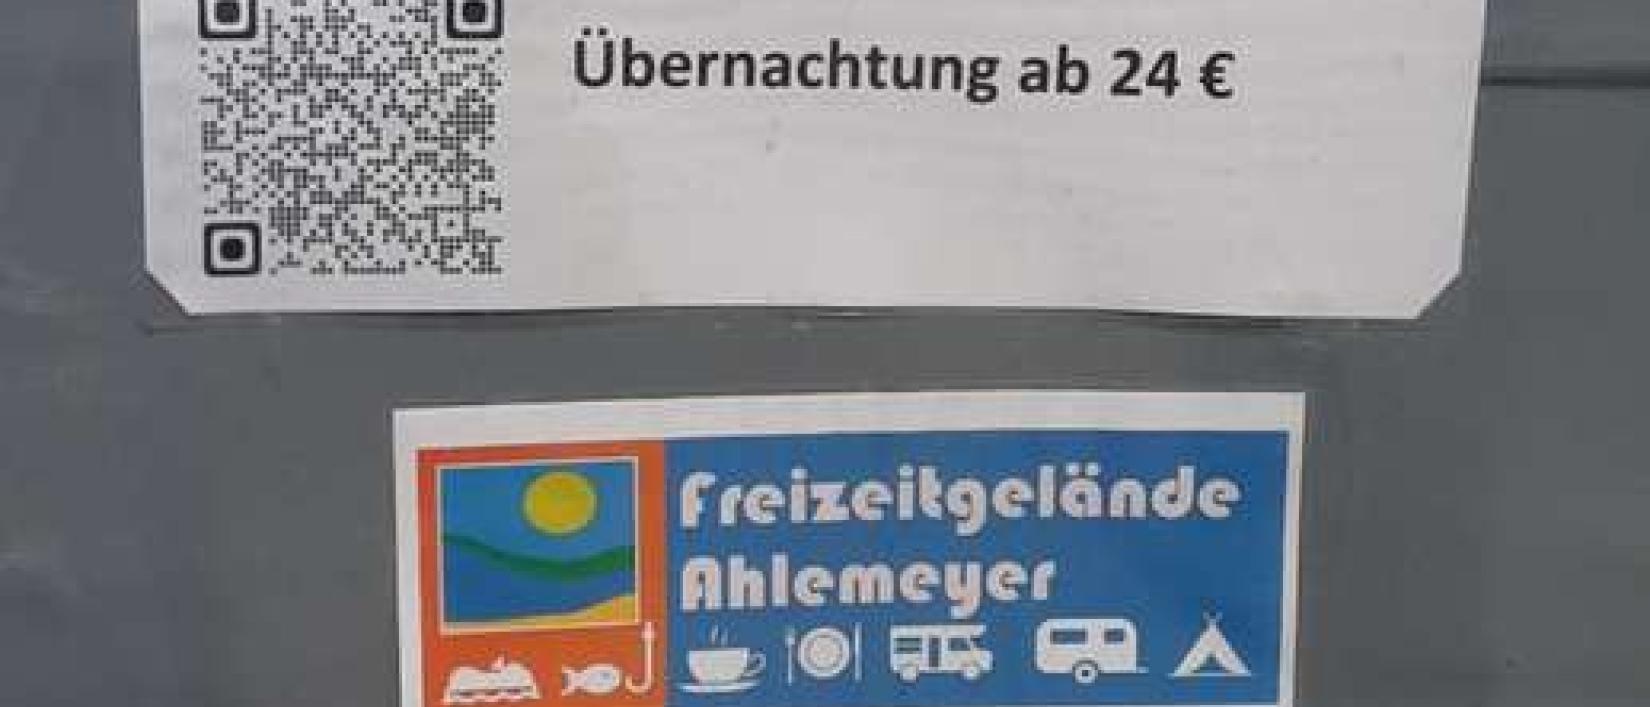 Übernachtung ab 24 €
Freizeitgelände
Ahlemeyer